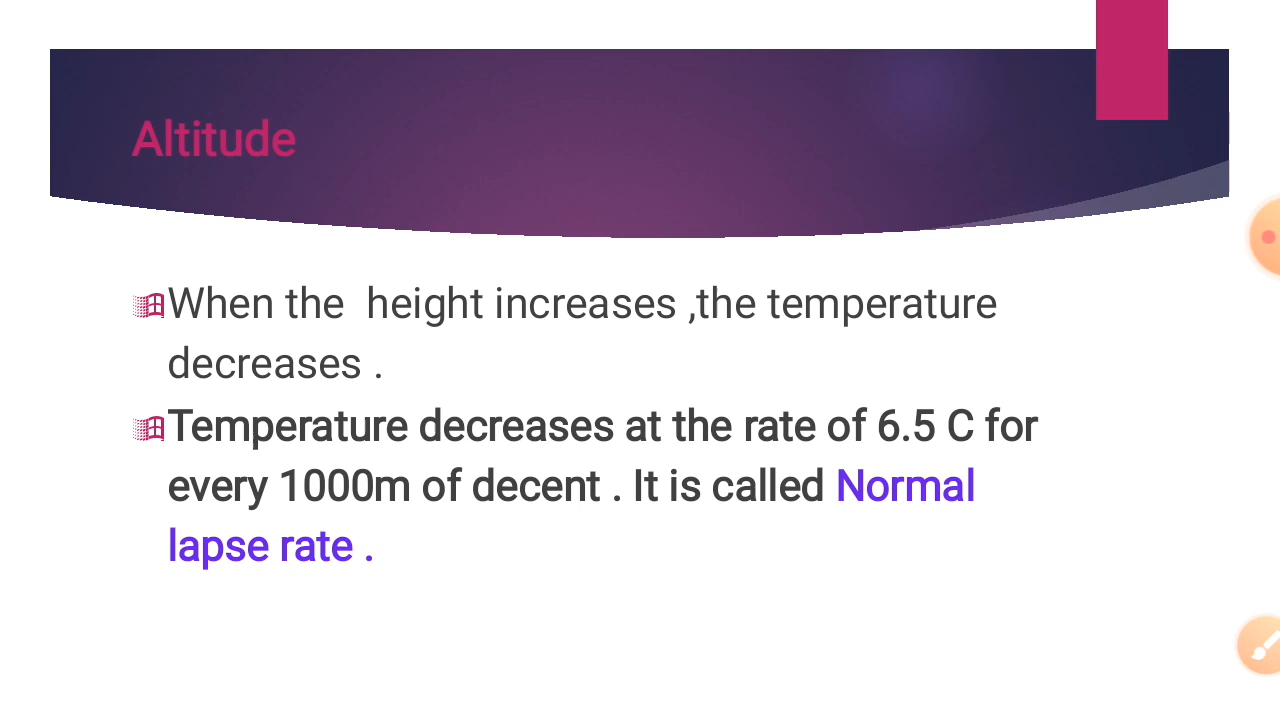 Altitude
When the  height increases ,the temperature
decreases .
Temperature decreases at the rate of 6.5 C for
every 1000m of decent . It is called Normal
lapse rate .